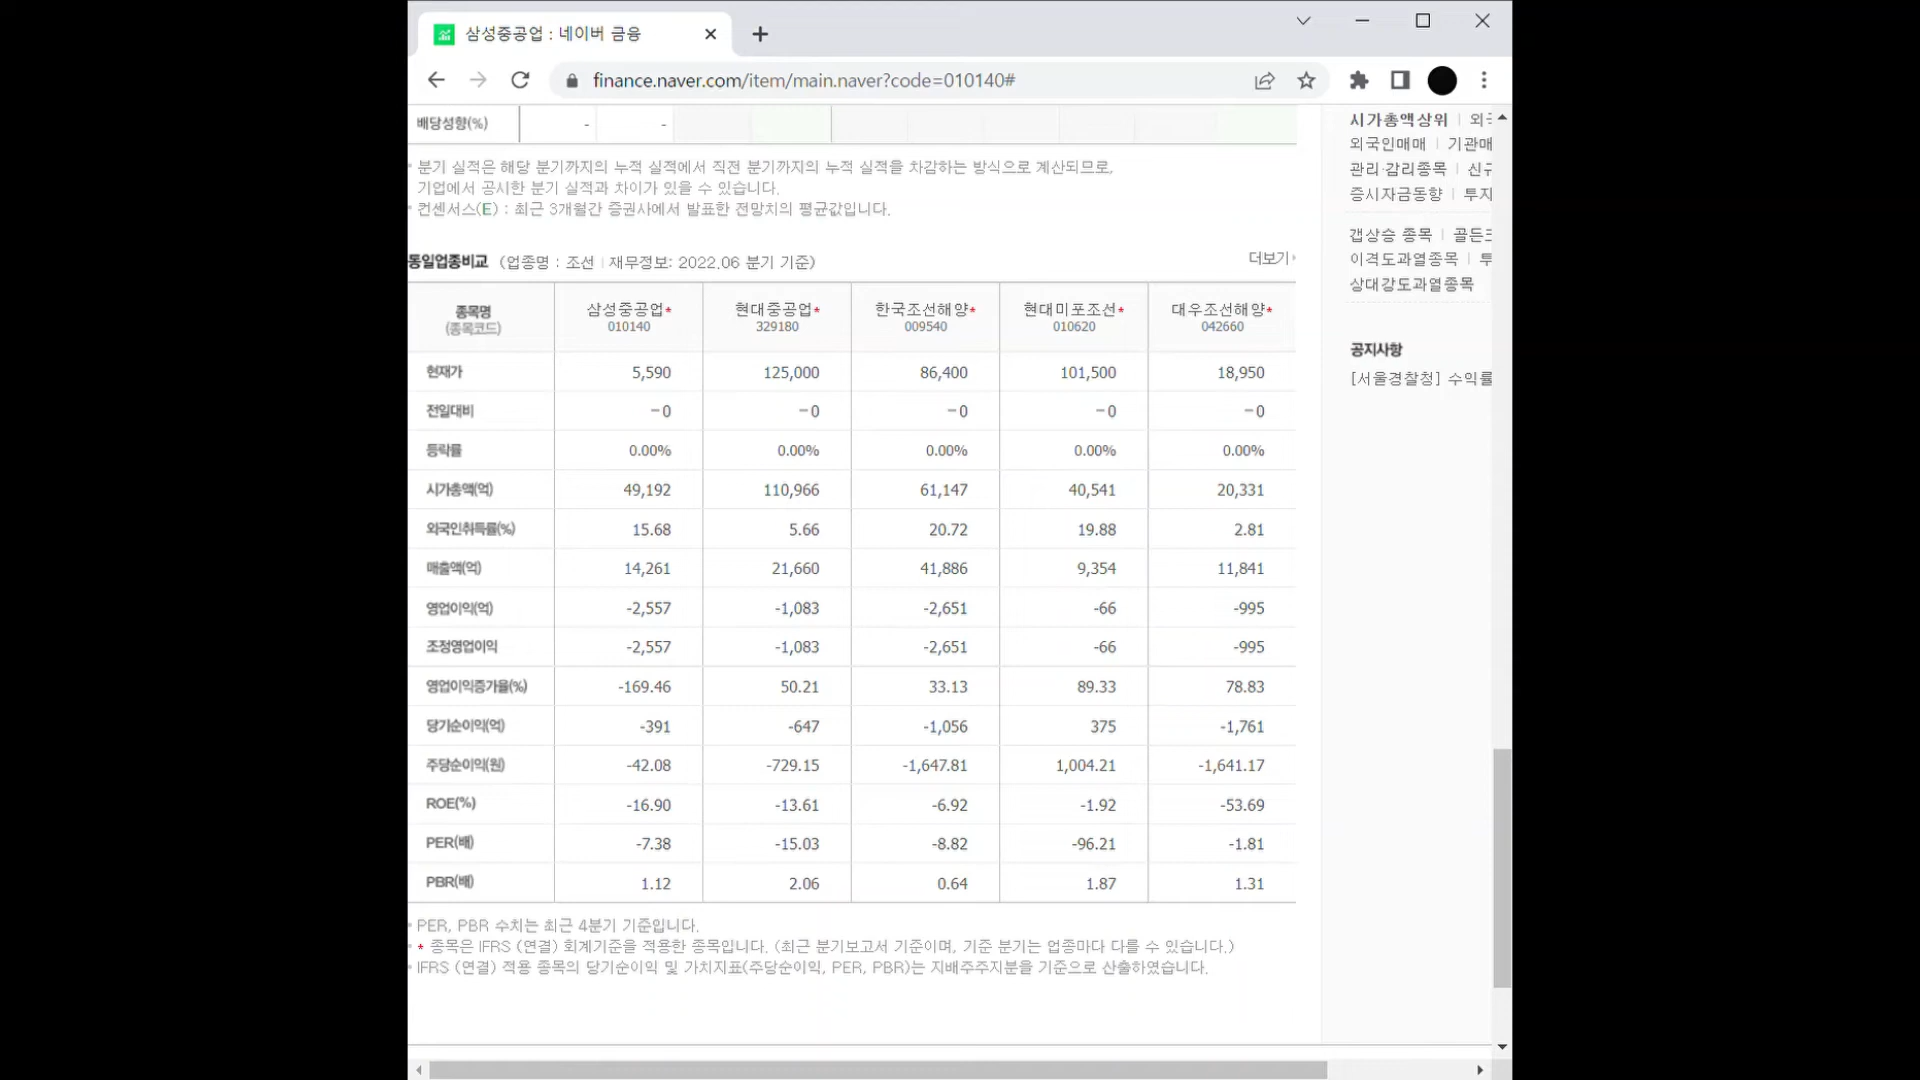 삼성중공업 : 네이버 금융
finance.naver.com/item/main.naver?code=010140#
배당성향(%) - -
분기 실적은 해당 분기까지의 누적 실적에서 직전 분기까지의 누적 실적을 차감하는 방식으로 계산되므로,
기업에서 공시한 분기 실적과 차이가 있을 수 있습니다.
컨센서스(E) : 최근 3개월간 증권사에서 발표한 전망치의 평균값입니다.
동일업종비교 (업종명 : 조선 | 재무정보: 2022.06 분기 기준) 더보기
종목명 삼성중공업* 현대중공업* 한국조선해양* 현대미포조선* 대우조선해양*
(종목코드) 010140 329180 009540 010620 042660
현재가 5,590 125,000 86,400 101,500 18,950
전일대비 -0 -0 -0 -0 -0
등락률 0.00% 0.00% 0.00% 0.00% 0.00%
시가총액(억) 49,192 110,966 61,147 40,541 20,331
외국인취득률(%) 15.68 5.66 20.72 19.88 2.81
매출액(억) 14,261 21,660 41,886 9,354 11,841
영업이익(억) -2,557 -1,083 -2,651 -66 -995
조정영업이익 -2,557 -1,083 -2,651 -66 -995
영업이익증가율(%) -169.46 50.21 33.13 89.33 78.83
당기순이익(억) -391 -647 -1,056 375 -1,761
주당순이익(원) -42.08 -729.15 -1,647.81 1,004.21 -1,641.17
ROE(%) -16.90 -13.61 -6.92 -1.92 -53.69
PER(배) -7.38 -15.03 -8.82 -96.21 -1.81
PBR(배) 1.12 2.06 0.64 1.87 1.31
PER, PBR 수치는 최근 4분기 기준입니다.
* 종목은 IFRS (연결) 회계기준을 적용한 종목입니다. (최근 분기보고서 기준이며, 기준 분기는 업종마다 다를 수 있습니다.)
IFRS (연결) 적용 종목의 당기순이익 및 가치지표(주당순이익, PER, PBR)는 지배주주지분을 기준으로 산출하였습니다.
시가총액상위 | 외국
외국인매매 | 기관매
관리·감리종목 | 신규
증시자금동향 | 투자
갭상승 종목 | 골든크
이격도과열종목 | 투
상대강도과열종목
공지사항
[서울경찰청] 수익률